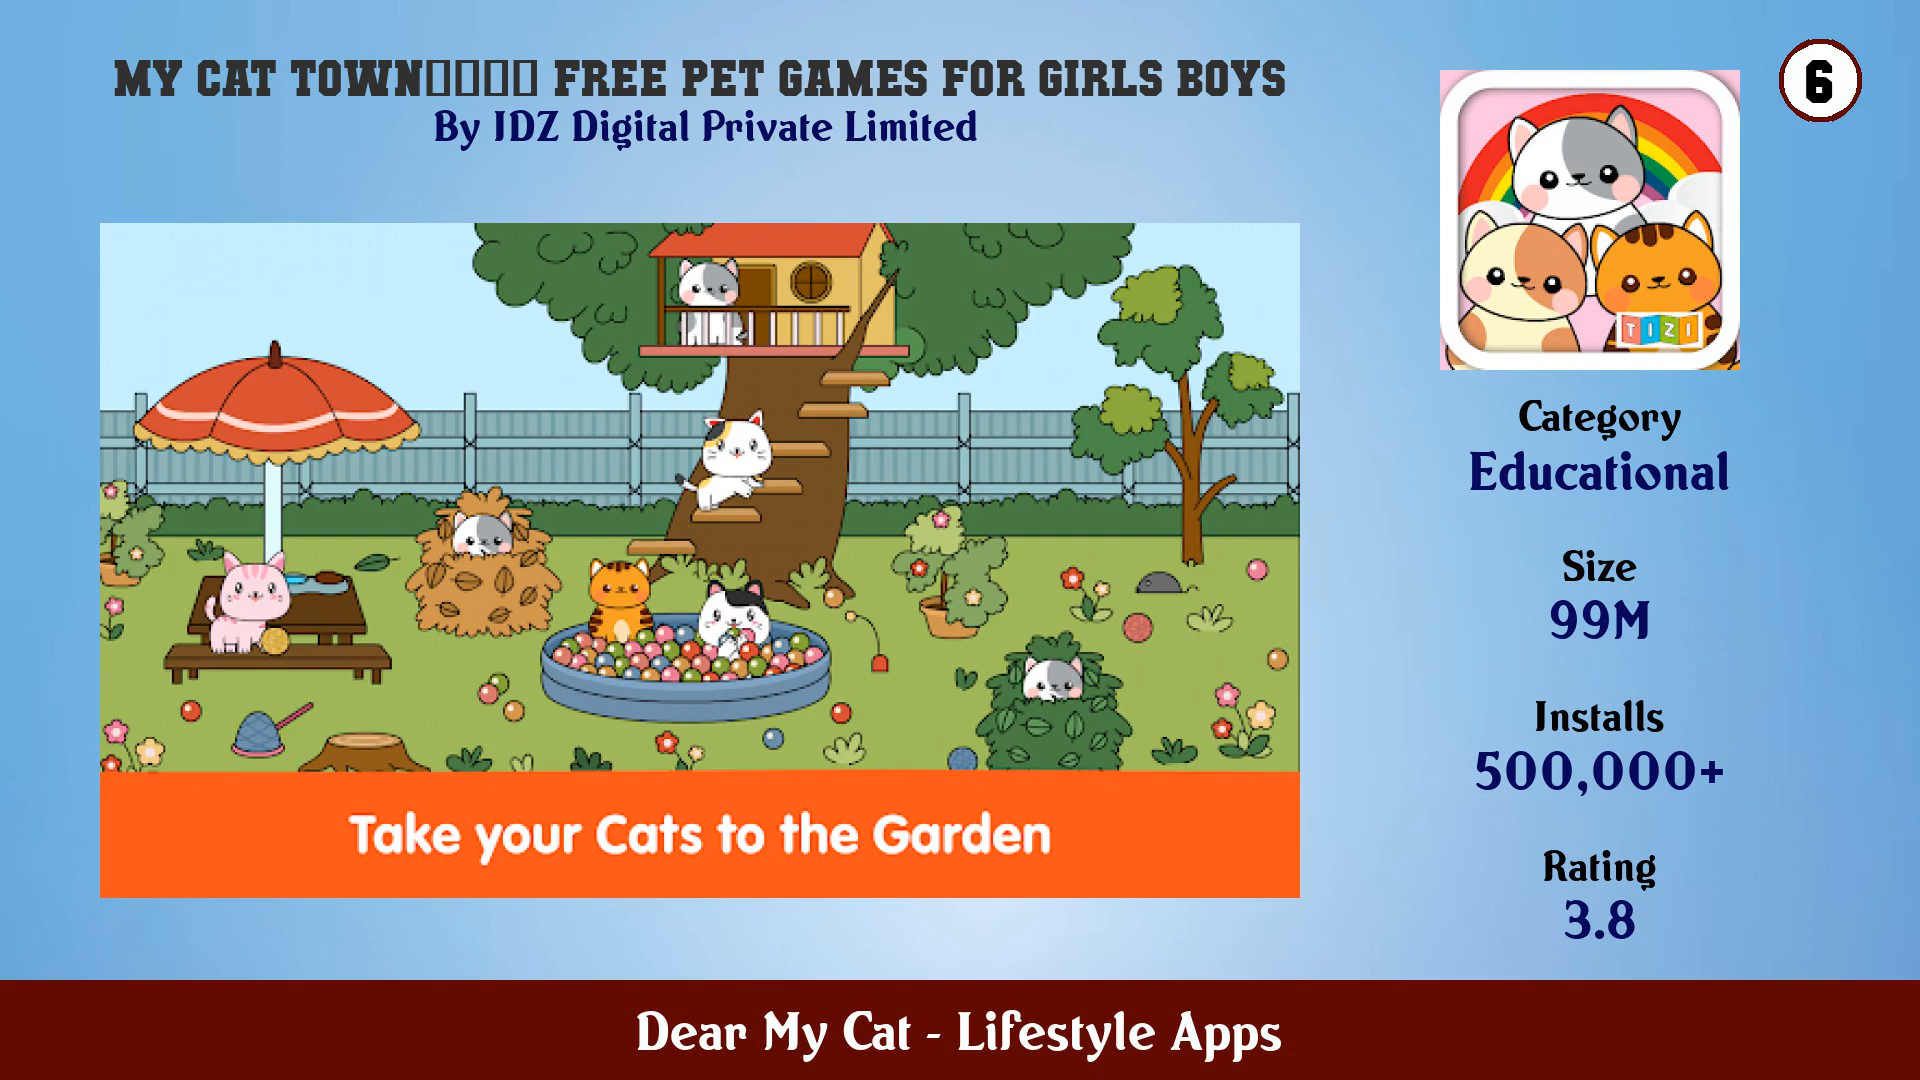 MY CAT TOWN▯▯▯▯ FREE PET GAMES FOR GIRLS BOYS
By JDZ Digital Private Limited
6
TIZI
Take your Cats to the Garden
Category
Educational
Size
99M
Installs
500,000+
Rating
3.8
Dear My Cat - Lifestyle Apps